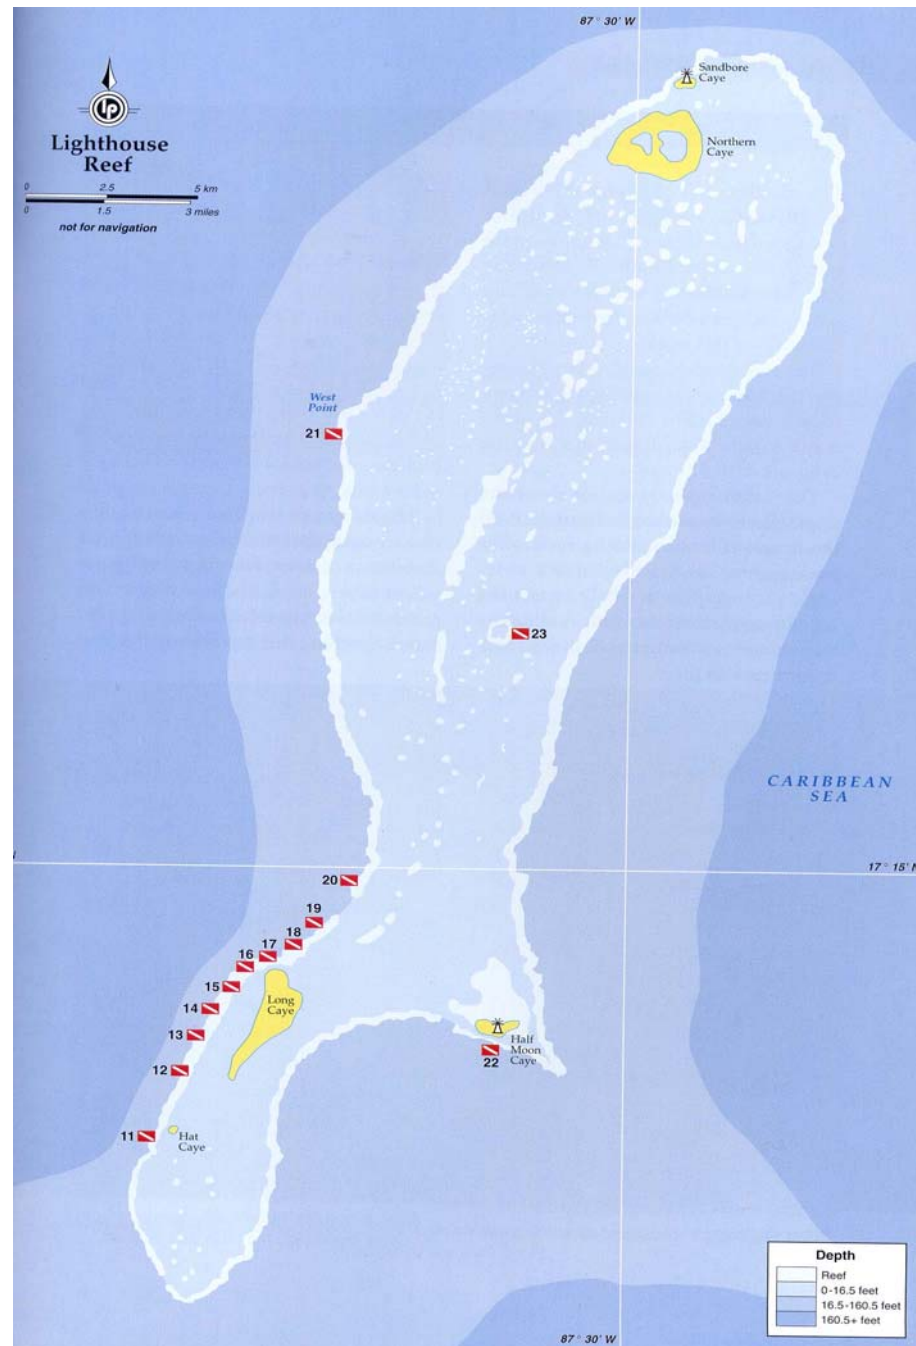 87° 30' W
LP
Lighthouse
Reef
0 2.5 5 km
0 1.5 3 miles
not for navigation
Sandbore
Caye
Northern
Caye
West
Point
21
23
CARIBBEAN
SEA
17° 15' N
20
19
18
17
16
15
14
13
12
11
Long
Caye
Half
Moon
Caye
22
Hat
Caye
Depth
Reef
0-16.5 feet
16.5-160.5 feet
160.5+ feet
87° 30' W